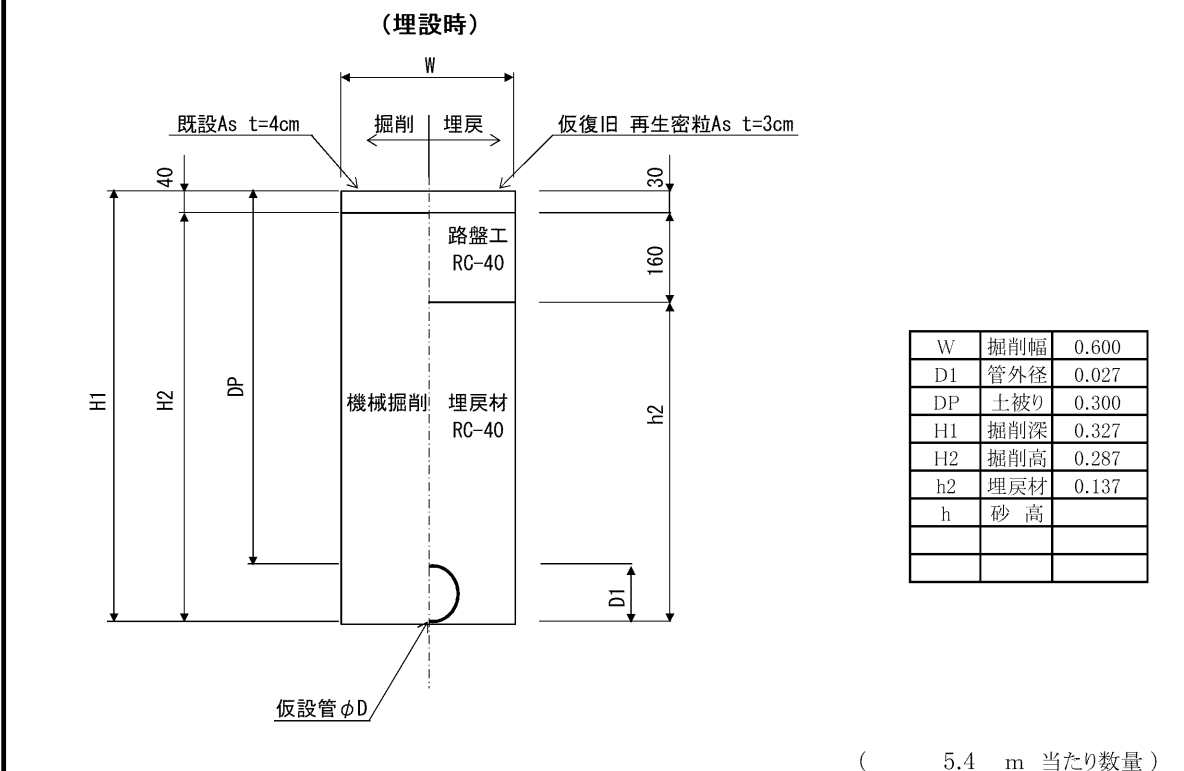 (埋設時)
W
既設As t=4cm
掘削 埋戻
仮復旧 再生密粒As t=3cm
40
30
路盤工
RC-40
160
H1
H2
DP
機械掘削
埋戻材
RC-40
h2
D1
仮設管φD
W 掘削幅 0.600
D1 管外径 0.027
DP 土被り 0.300
H1 掘削深 0.327
H2 掘削高 0.287
h2 埋戻材 0.137
h 砂 高
( 5.4 m 当たり数量 )